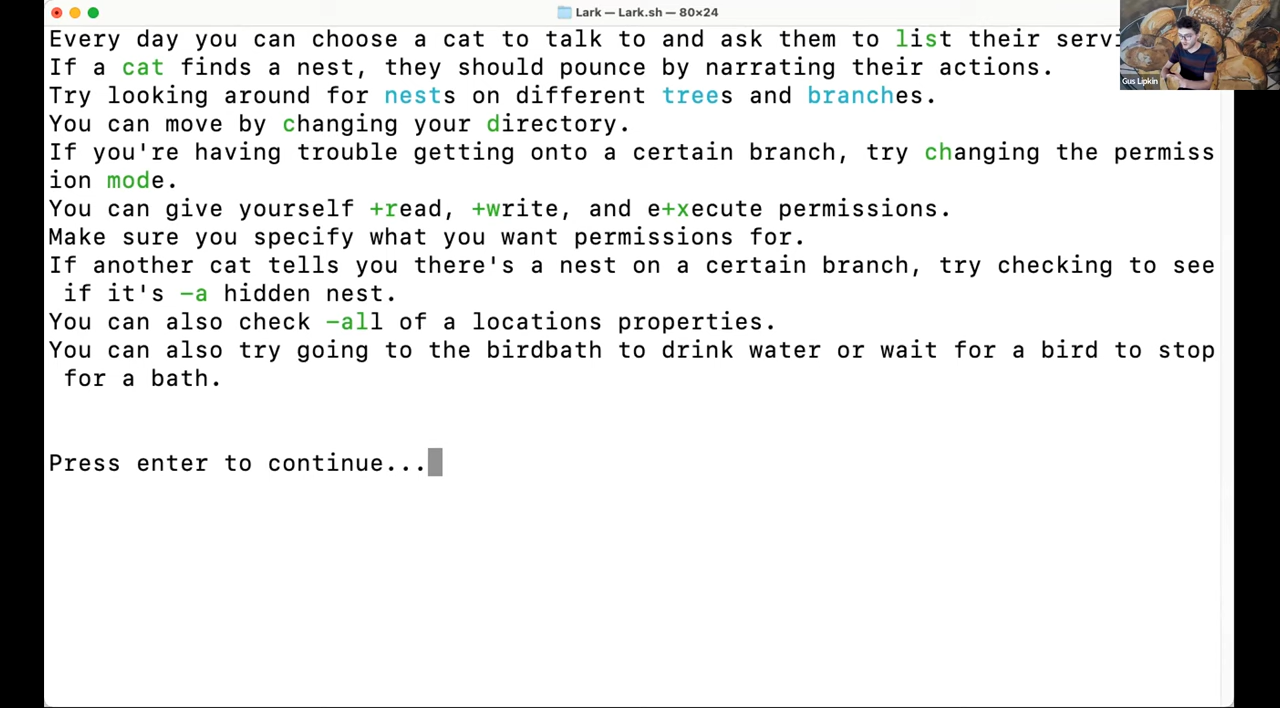 Lark — Lark.sh — 80×24
Every day you can choose a cat to talk to and ask them to list their
If a cat finds a nest, they should pounce by narrating their actions.
Try looking around for nests on different trees and branches.
You can move by changing your directory.
If you're having trouble getting onto a certain branch, try changing the permiss
ion mode.
You can give yourself +read, +write, and e+xecute permissions.
Make sure you specify what you want permissions for.
If another cat tells you there's a nest on a certain branch, try checking to see
if it's -a hidden nest.
You can also check -all of a locations properties.
You can also try going to the birdbath to drink water or wait for a bird to stop
for a bath.
Press enter to continue...
Gus Lipkin